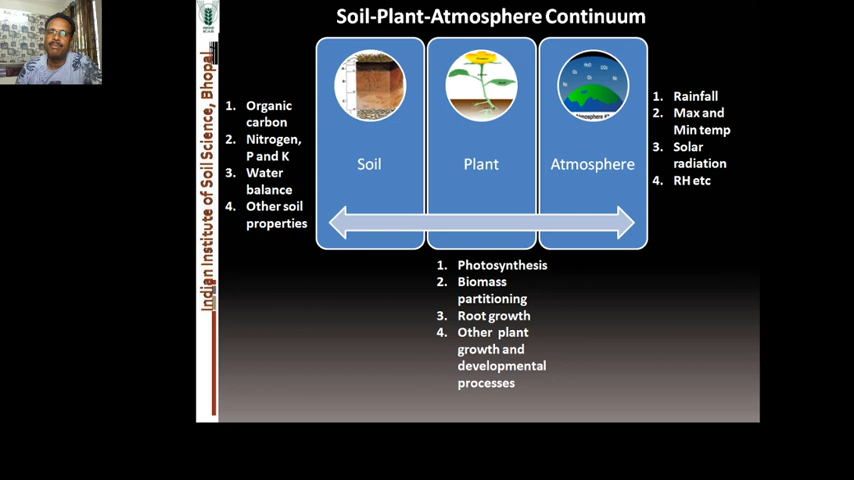 Soil-Plant-Atmosphere Continuum
Indian Institute of Soil Science, Bhopal
1. Organic
carbon
2. Nitrogen,
P and K
3. Water
balance
4. Other soil
properties
Soil
Plant
Atmosphere
1. Rainfall
2. Max and
Min temp
3. Solar
radiation
4. RH etc
1. Photosynthesis
2. Biomass
partitioning
3. Root growth
4. Other plant
growth and
developmental
processes